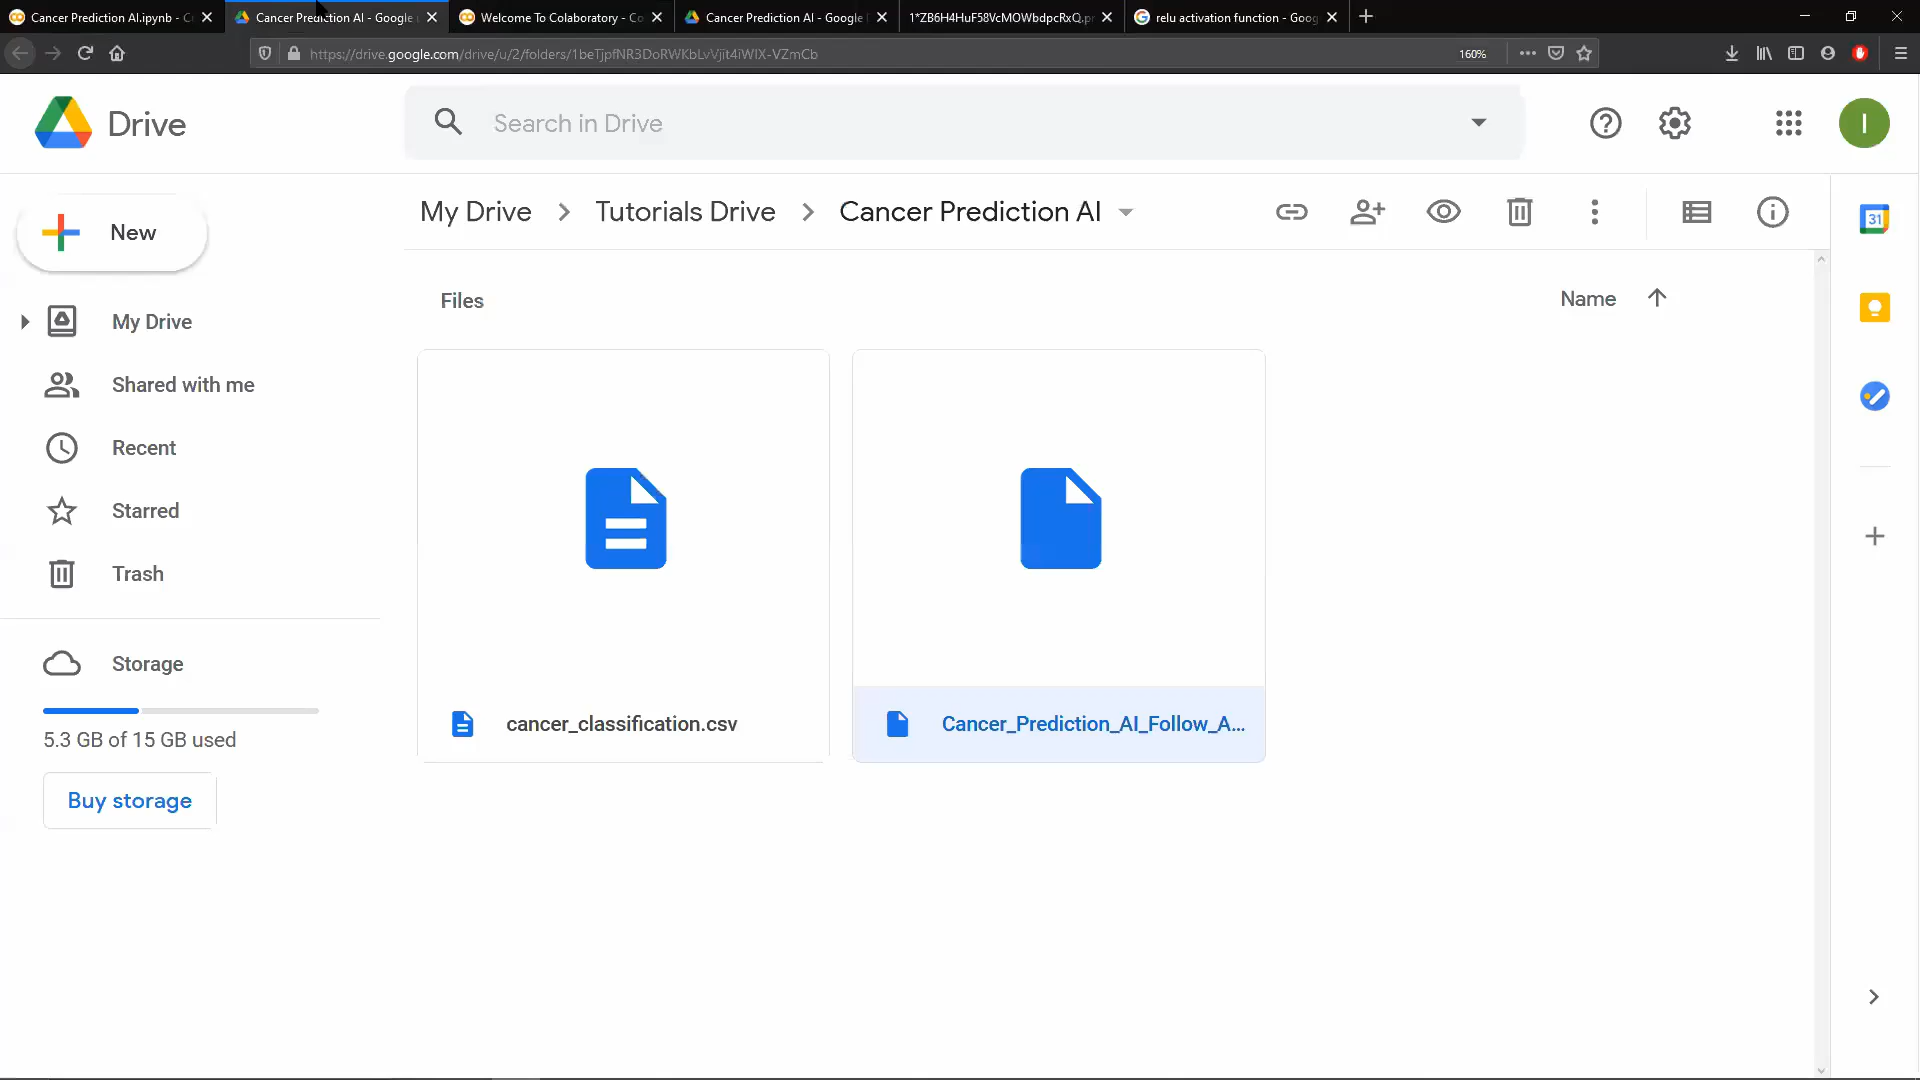 Cancer Prediction AI.ipynb - C
Cancer Prediction AI - Google
Welcome To Colaboratory - Co
Cancer Prediction AI - Google
1*ZB6H4HuF58VcMOWbdpcRxQ.pn
relu activation function - Goog
https://drive.google.com/drive/u/2/folders/1beTjpfNR3DoRWKbLvVjit4iWIX-VZmCb
160%
Drive
Search in Drive
I
New
My Drive
Tutorials Drive
Cancer Prediction AI
31
Files
Name
My Drive
Shared with me
Recent
Starred
Trash
Storage
5.3 GB of 15 GB used
Buy storage
cancer_classification.csv
Cancer_Prediction_AI_Follow_A...